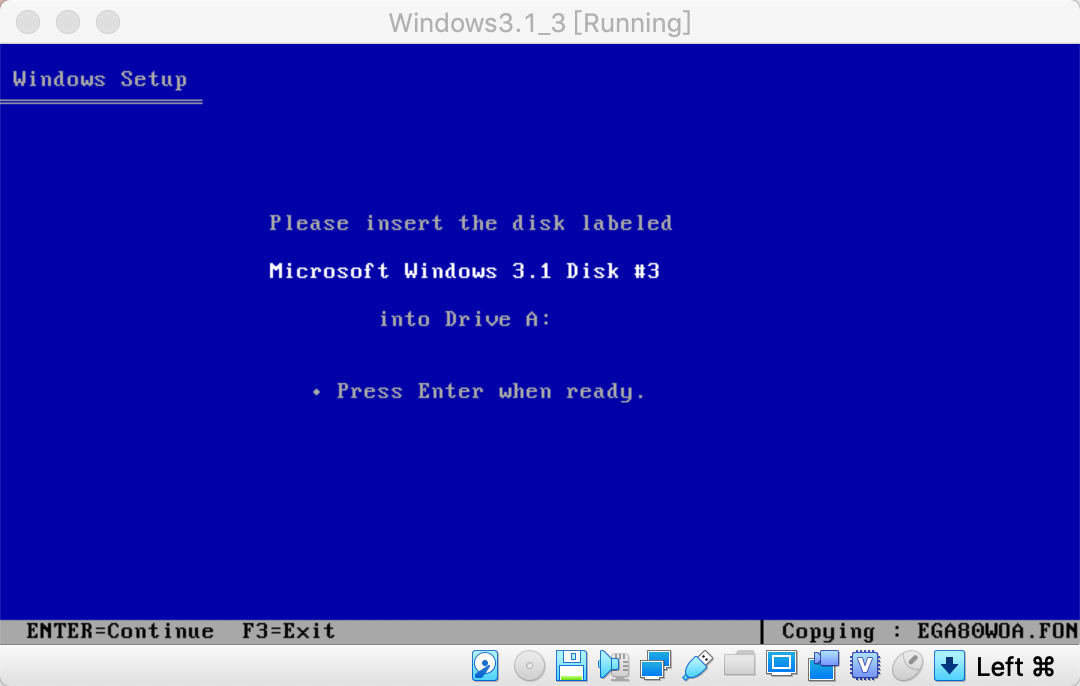 Windows3.1_3 [Running]
Windows Setup
Please insert the disk labeled
Microsoft Windows 3.1 Disk #3
into Drive A:
• Press Enter when ready.
ENTER=Continue F3=Exit | Copying : EGA80WOA.FON
V Left ⌘